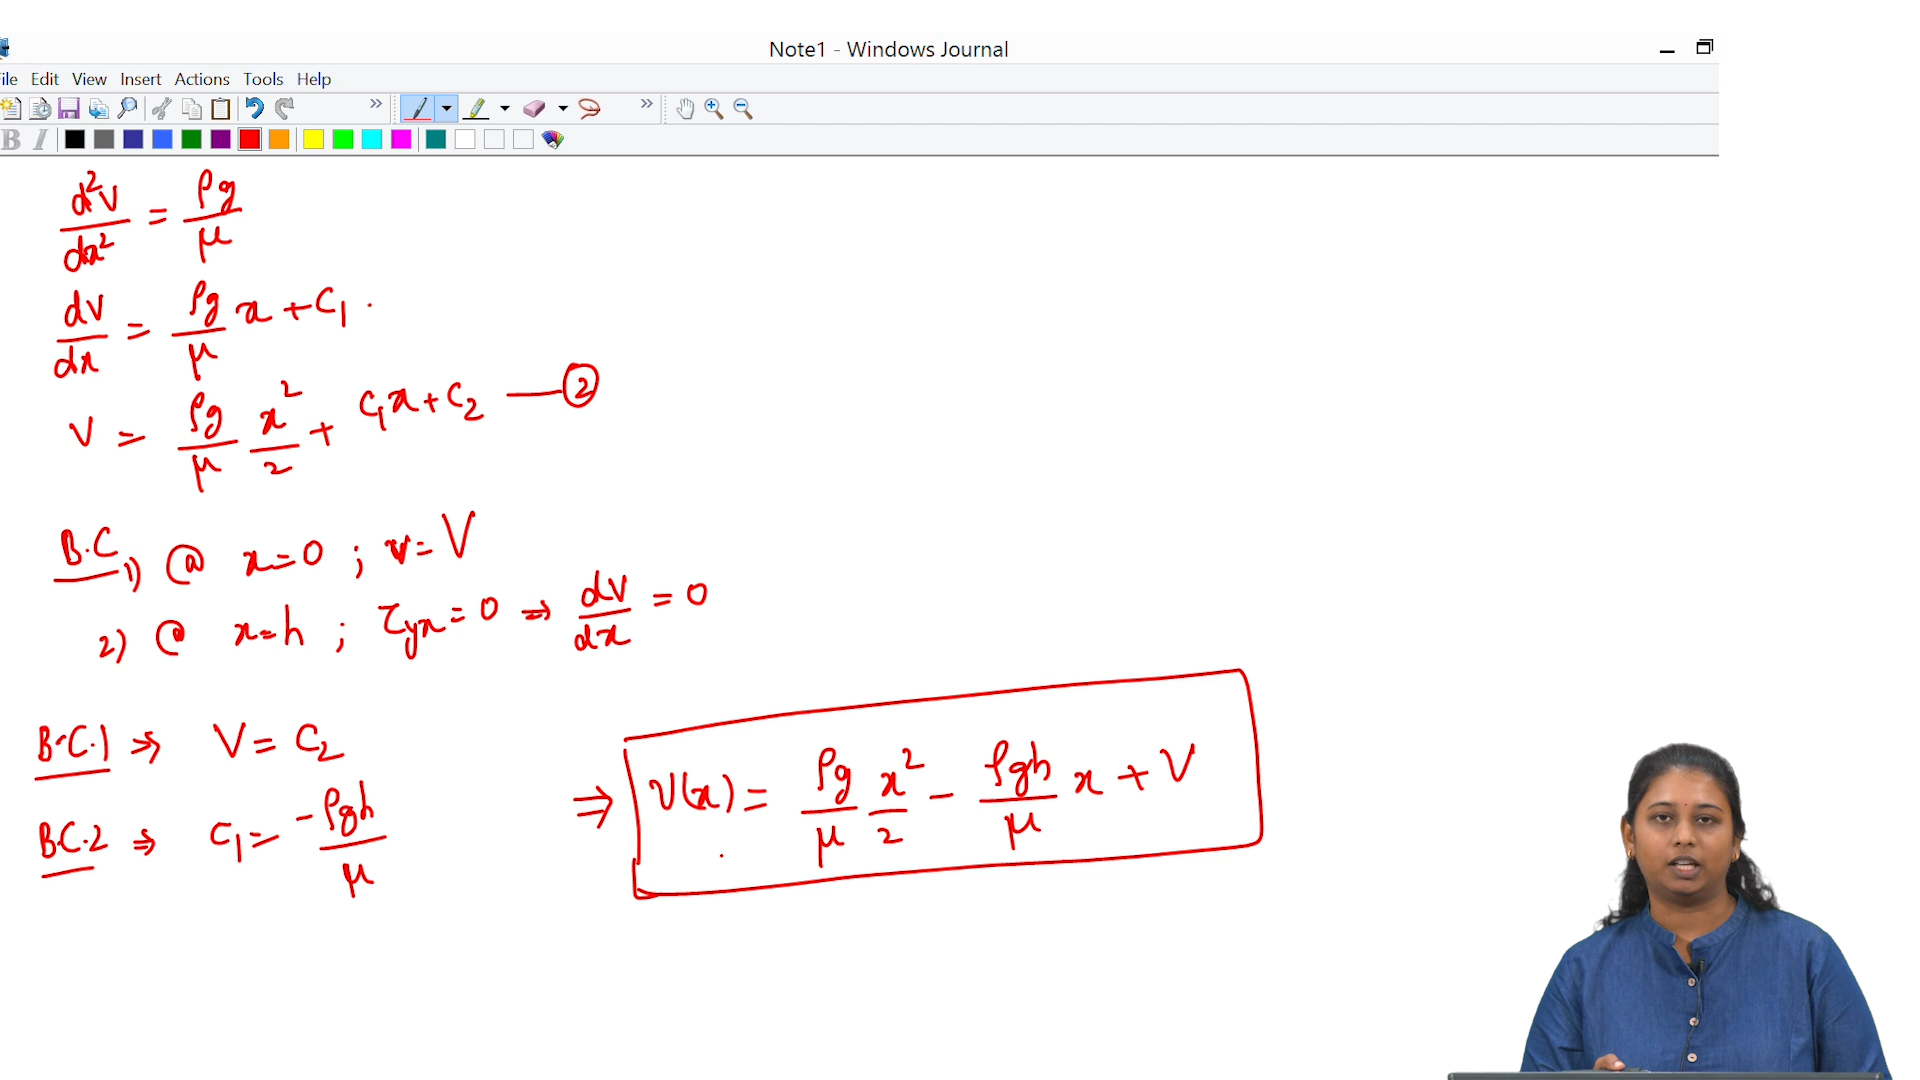 Note1 - Windows Journal
ile Edit View Insert Actions Tools Help
B I
d²v/dx² = ρg/μ
dv/dx = ρg/μ x + C₁ .
v = ρg/μ x²/2 + C₁x + C₂ — ②
B.C 1) @ x=0 ; v= V
2) @ x=h ; τyx = 0 ⇒ dv/dx = 0
B.C.1 ⇒ V = C₂
B.C.2 ⇒ C₁ = -ρgh/μ
⇒ v(x) = ρg/μ x²/2 - ρgh/μ x + V